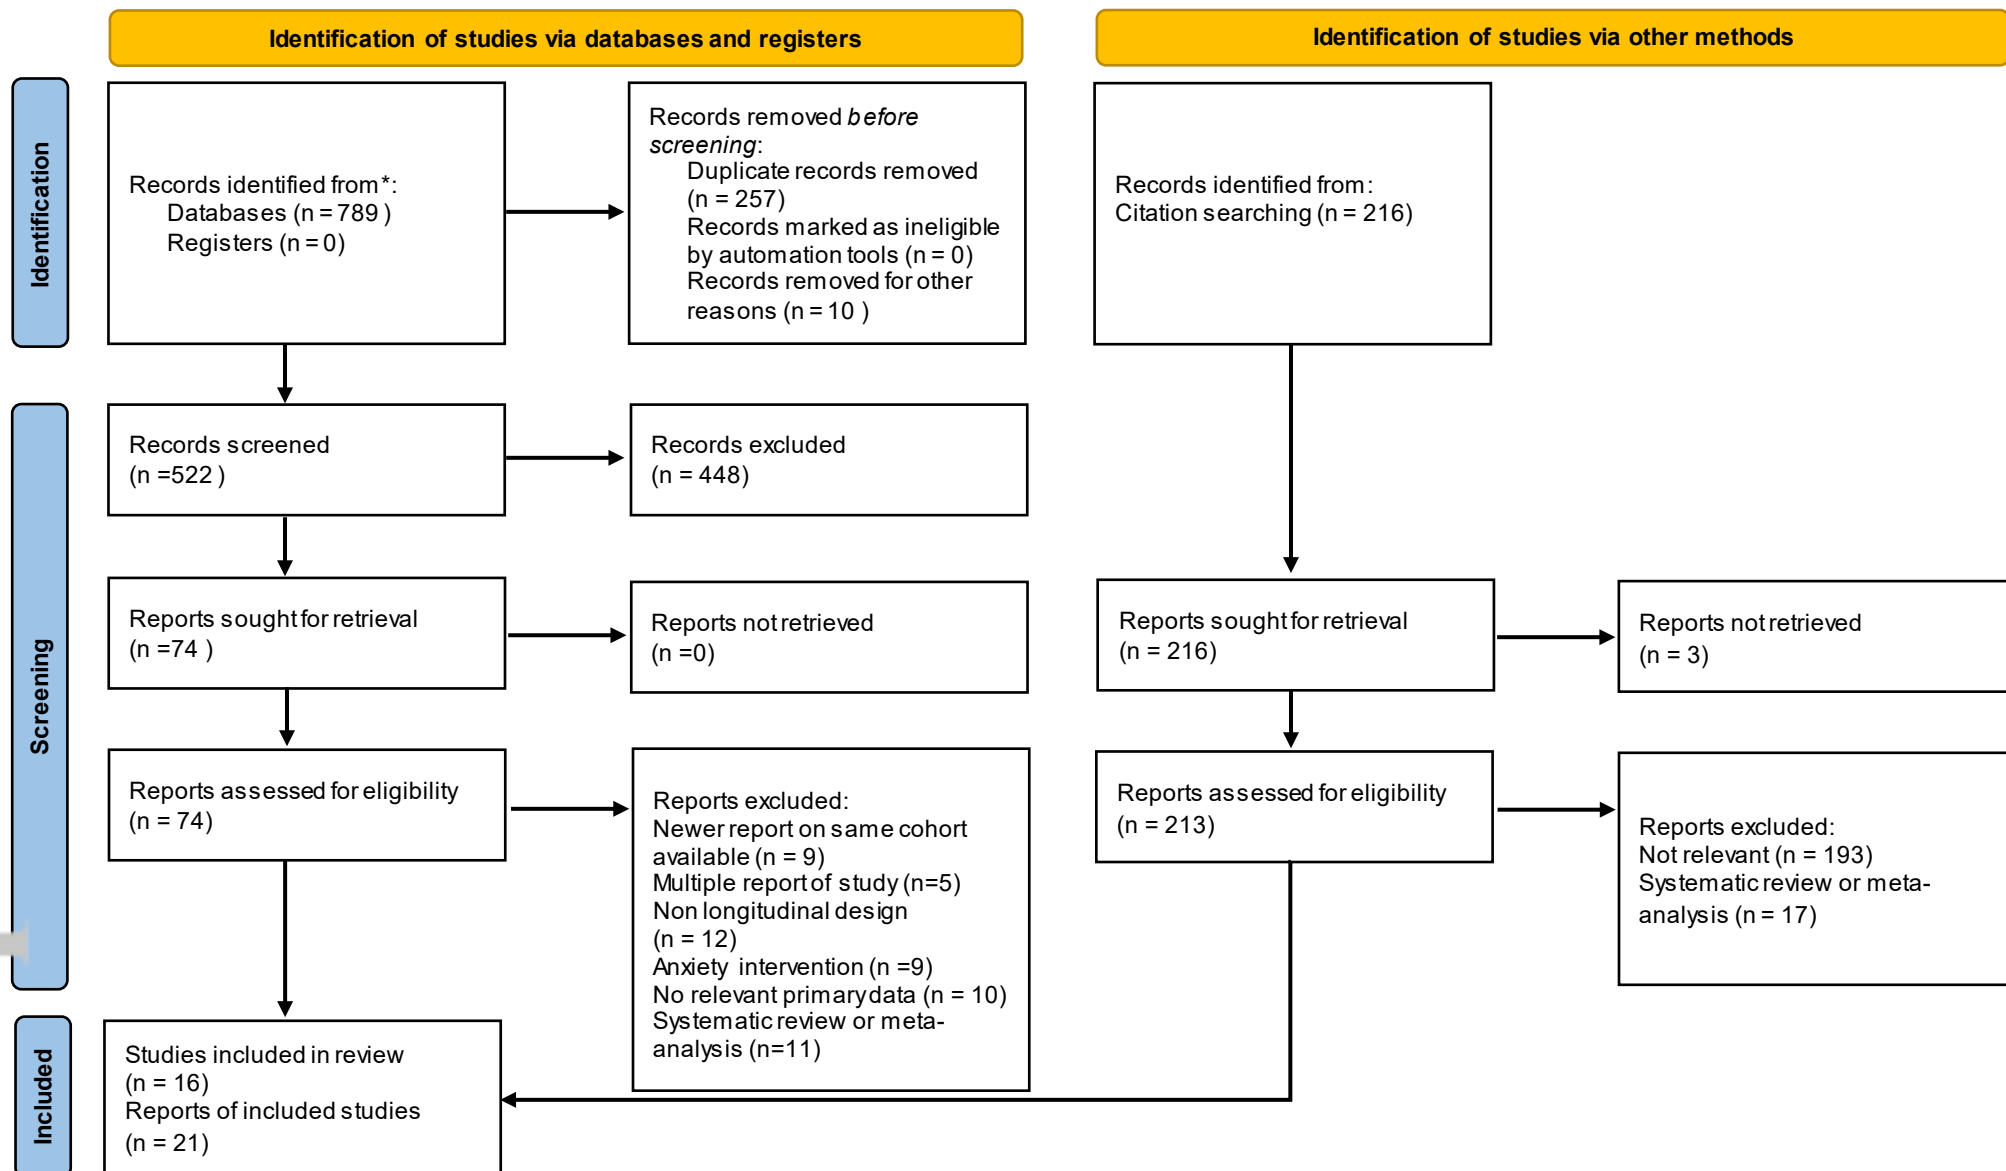 Identification of studies via databases and registers
Identification of studies via other methods
Identification
Records identified from*:
Databases (n = 789 )
Registers (n = 0)
Records removed before
screening:
Duplicate records removed
(n = 257)
Records marked as ineligible
by automation tools (n = 0)
Records removed for other
reasons (n = 10 )
Records identified from:
Citation searching (n = 216)
Screening
Records screened
(n =522 )
Records excluded
(n = 448)
Reports sought for retrieval
(n =74 )
Reports not retrieved
(n =0)
Reports sought for retrieval
(n = 216)
Reports not retrieved
(n = 3)
Reports assessed for eligibility
(n = 74)
Reports excluded:
Newer report on same cohort
available (n = 9)
Multiple report of study (n=5)
Non longitudinal design
(n = 12)
Anxiety intervention (n =9)
No relevant primary data (n = 10)
Systematic review or meta-
analysis (n=11)
Reports assessed for eligibility
(n = 213)
Reports excluded:
Not relevant (n = 193)
Systematic review or meta-
analysis (n = 17)
Included
Studies included in review
(n = 16)
Reports of included studies
(n = 21)